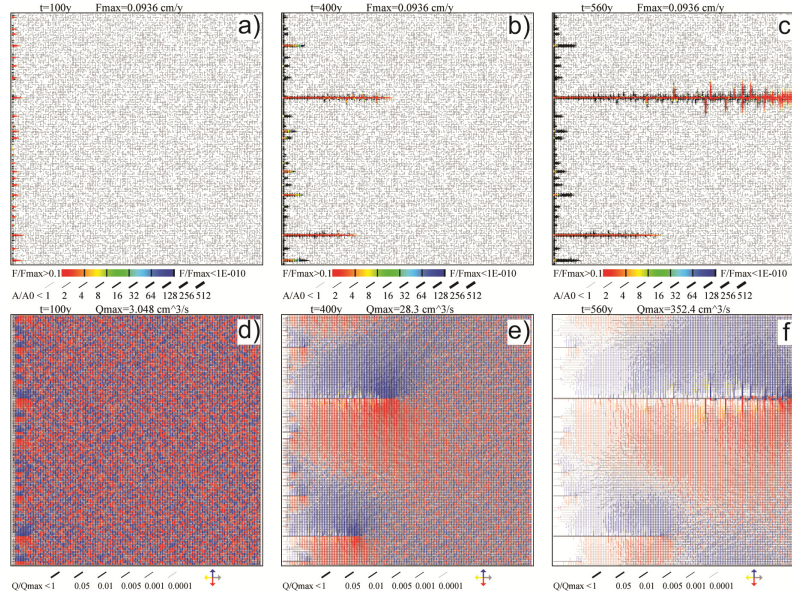 t=100y Fmax=0.0936 cm/y
a)
t=400y Fmax=0.0936 cm/y
b)
t=560y Fmax=0.0936 cm/y
c)
F/Fmax>0.1 F/Fmax<1E-010
A/A0 < 1 2 4 8 16 32 64 128 256 512
F/Fmax>0.1 F/Fmax<1E-010
A/A0 < 1 2 4 8 16 32 64 128 256 512
F/Fmax>0.1 F/Fmax<1E-010
A/A0 < 1 2 4 8 16 32 64 128 256 512
t=100y Qmax=3.048 cm^3/s
d)
t=400y Qmax=28.3 cm^3/s
e)
t=560y Qmax=352.4 cm^3/s
f)
Q/Qmax <1 0.05 0.01 0.005 0.001 0.0001
Q/Qmax <1 0.05 0.01 0.005 0.001 0.0001
Q/Qmax <1 0.05 0.01 0.005 0.001 0.0001